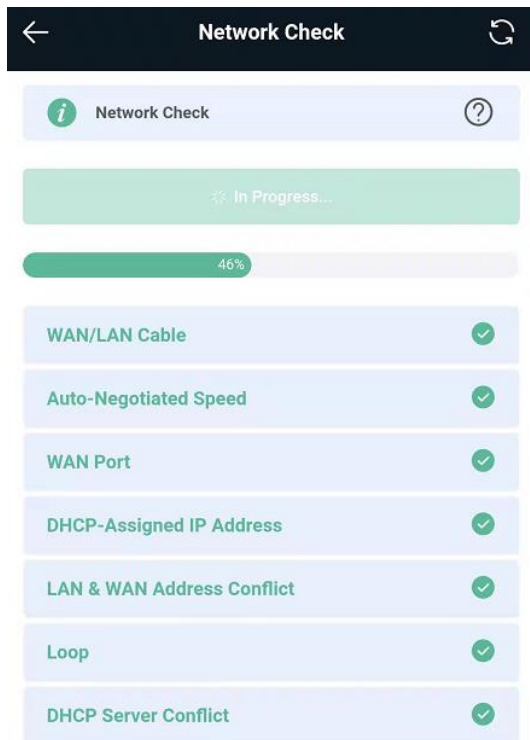 Network Check
Network Check
In Progress...
46%
WAN/LAN Cable
Auto-Negotiated Speed
WAN Port
DHCP-Assigned IP Address
LAN & WAN Address Conflict
Loop
DHCP Server Conflict